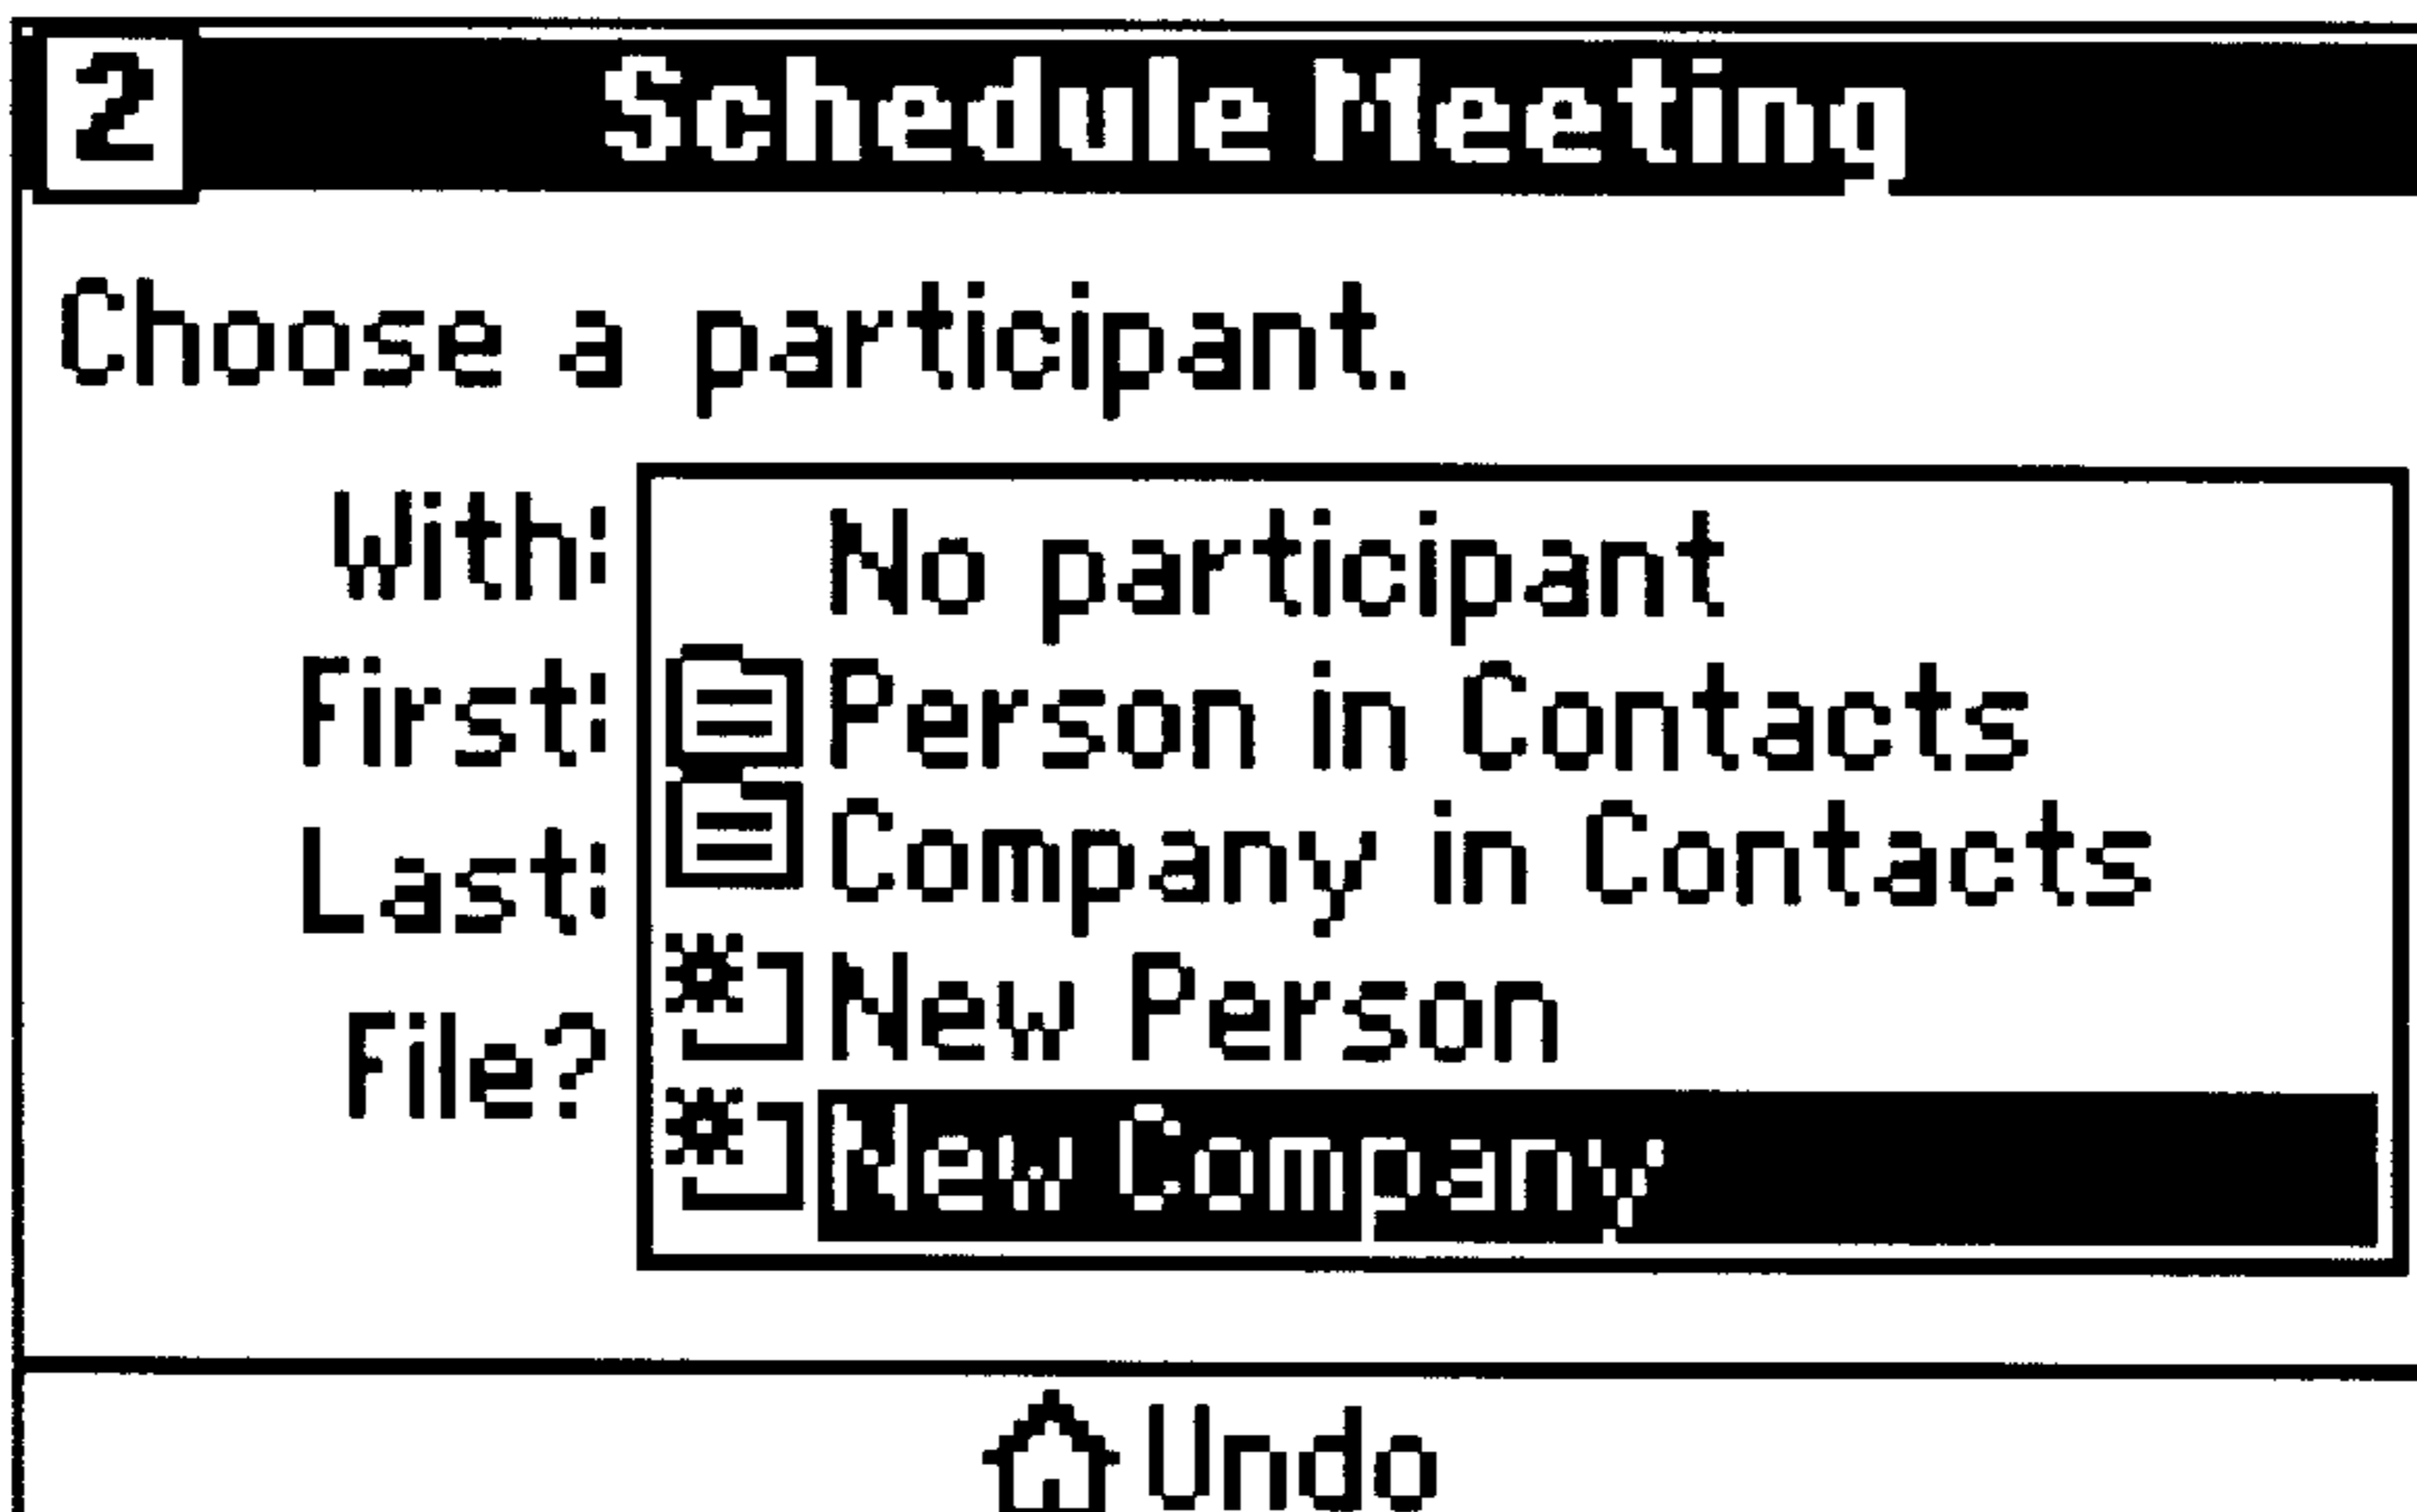 2 Schedule Meeting
Choose a participant.
With: No participant
First: Person in Contacts
Last: Company in Contacts
New Person
File? New Company
Undo